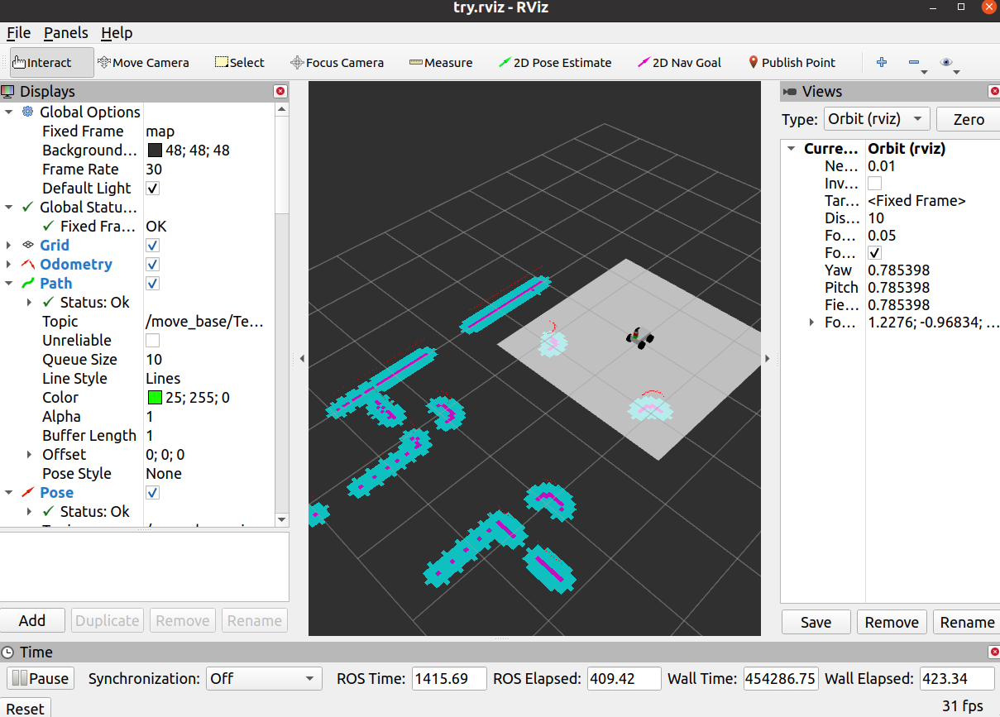 try.rviz - RViz
File Panels Help
Interact Move Camera Select Focus Camera Measure 2D Pose Estimate 2D Nav Goal Publish Point
Displays
Global Options
Fixed Frame map
Background... 48; 48; 48
Frame Rate 30
Default Light
Global Statu...
Fixed Fra... OK
Grid
Odometry
Path
Status: Ok
Topic /move_base/Te...
Unreliable
Queue Size 10
Line Style Lines
Color 25; 255; 0
Alpha 1
Buffer Length 1
Offset 0; 0; 0
Pose Style None
Pose
Status: Ok
Add Duplicate Remove Rename
Views
Type: Orbit (rviz) Zero
Curre... Orbit (rviz)
Ne... 0.01
Inv...
Tar... <Fixed Frame>
Dis... 10
Fo... 0.05
Fo...
Yaw 0.785398
Pitch 0.785398
Fie... 0.785398
Fo... 1.2276; -0.96834; ...
Save Remove Rename
Time
Pause Synchronization: Off ROS Time: 1415.69 ROS Elapsed: 409.42 Wall Time: 454286.75 Wall Elapsed: 423.34
Reset 31 fps